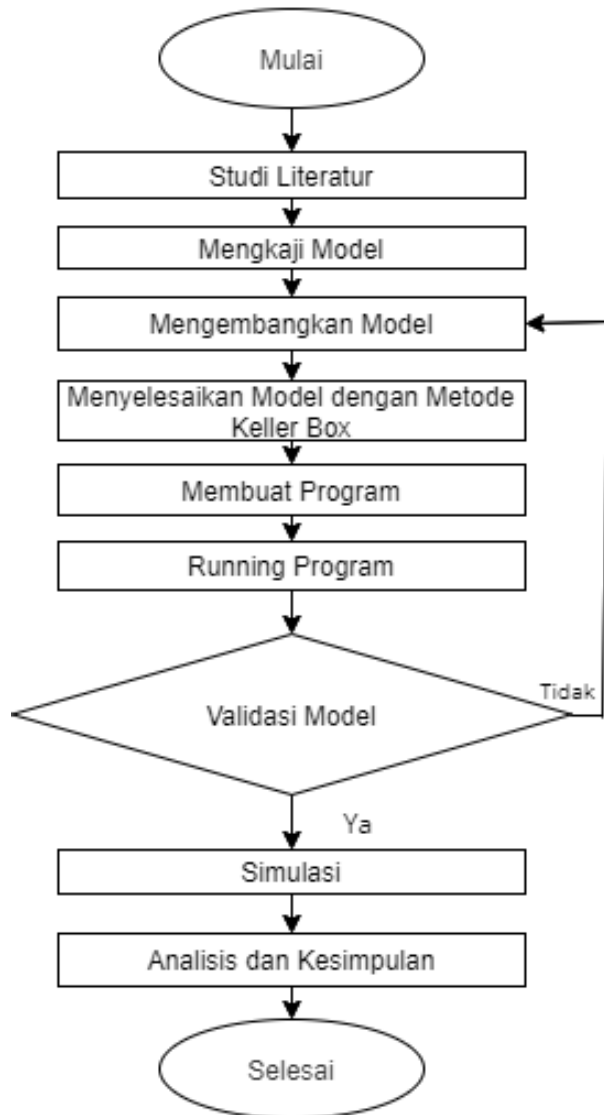 Mulai
Studi Literatur
Mengkaji Model
Mengembangkan Model
Menyelesaikan Model dengan Metode
Keller Box
Membuat Program
Running Program
Tidak
Validasi Model
Ya
Simulasi
Analisis dan Kesimpulan
Selesai